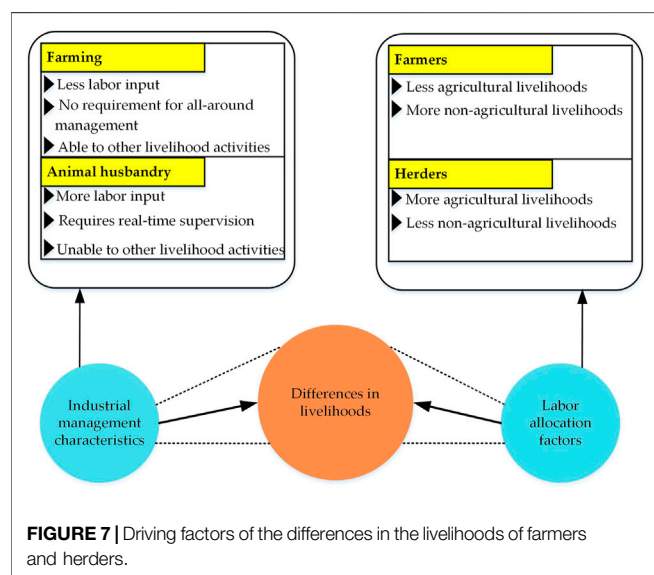 Farming
Less labor input
No requirement for all-around
management
Able to other livelihood activities
Animal husbandry
More labor input
Requires real-time supervision
Unable to other livelihood activities
Farmers
Less agricultural livelihoods
More non-agricultural livelihoods
Herders
More agricultural livelihoods
Less non-agricultural livelihoods
Industrial
management
characteristics
Differences in
livelihoods
Labor
allocation
factors
FIGURE 7 | Driving factors of the differences in the livelihoods of farmers
and herders.